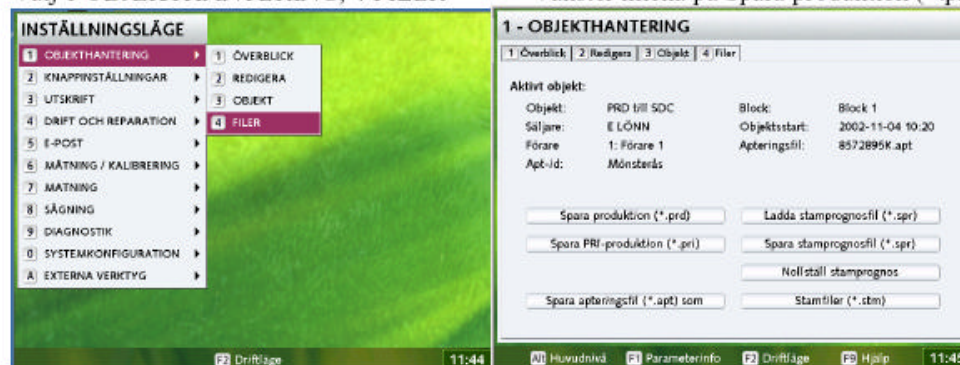 INSTÄLLNINGSLÄGE
1 OBJEKTHANTERING
2 KNAPPINSTÄLLNINGAR
3 UTSKRIFT
4 DRIFT OCH REPARATION
5 E-POST
6 MÄTNING / KALIBRERING
7 MATNING
8 SÅGNING
9 DIAGNOSTIK
0 SYSTEMKONFIGURATION
A EXTERNA VERKTYG
1 ÖVERBLICK
2 REDIGERA
3 OBJEKT
4 FILER
F2 Driftläge
11:44
1 - OBJEKTHANTERING
1 Överblick 2 Redigera 3 Objekt 4 Filer
Aktivt objekt:
Objekt: PRD till SDC Block: Block 1
Säljare: E LÖNN Objektsstart: 2002-11-04 10:20
Förare 1: Förare 1 Apteringsfil: 8572895K.apt
Apt-id: Mönsterås
Spara produktion (*.prd) Ladda stamprognosfil (*.spr)
Spara PRI-produktion (*.pri) Spara stamprognosfil (*.spr)
Nollställ stamprognos
Spara apteringsfil (*.apt) som Stamfiler (*.stm)
Alt Huvudnivå F1 Parameterinfo F2 Driftläge F9 Hjälp 11:45